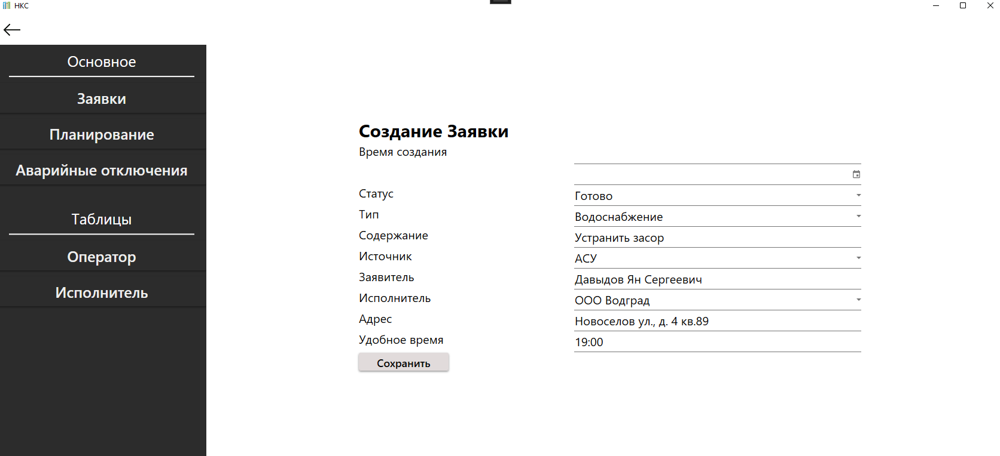 НКС
Основное
Заявки
Планирование
Аварийные отключения
Таблицы
Оператор
Исполнитель
Создание Заявки
Время создания
Статус Готово
Тип Водоснабжение
Содержание Устранить засор
Источник АСУ
Заявитель Давыдов Ян Сергеевич
Исполнитель ООО Водград
Адрес Новоселов ул., д. 4 кв.89
Удобное время 19:00
Сохранить